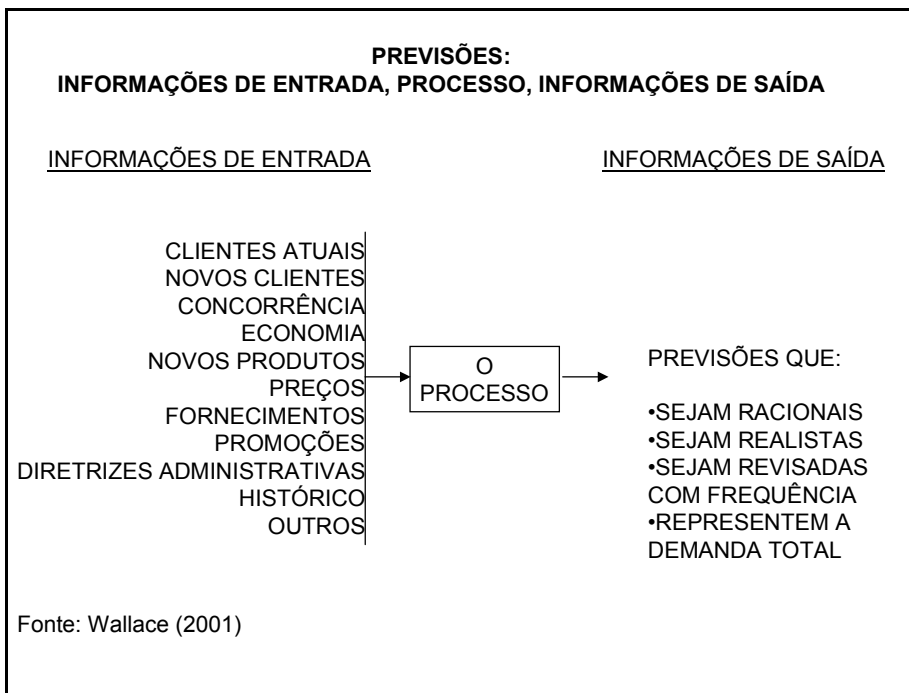 PREVISÕES:
INFORMAÇÕES DE ENTRADA, PROCESSO, INFORMAÇÕES DE SAÍDA
INFORMAÇÕES DE ENTRADA
CLIENTES ATUAIS
NOVOS CLIENTES
CONCORRÊNCIA
ECONOMIA
NOVOS PRODUTOS
PREÇOS
FORNECIMENTOS
PROMOÇÕES
DIRETRIZES ADMINISTRATIVAS
HISTÓRICO
OUTROS
O
PROCESSO
INFORMAÇÕES DE SAÍDA
PREVISÕES QUE:
•SEJAM RACIONAIS
•SEJAM REALISTAS
•SEJAM REVISADAS
COM FREQUÊNCIA
•REPRESENTEM A
DEMANDA TOTAL
Fonte: Wallace (2001)